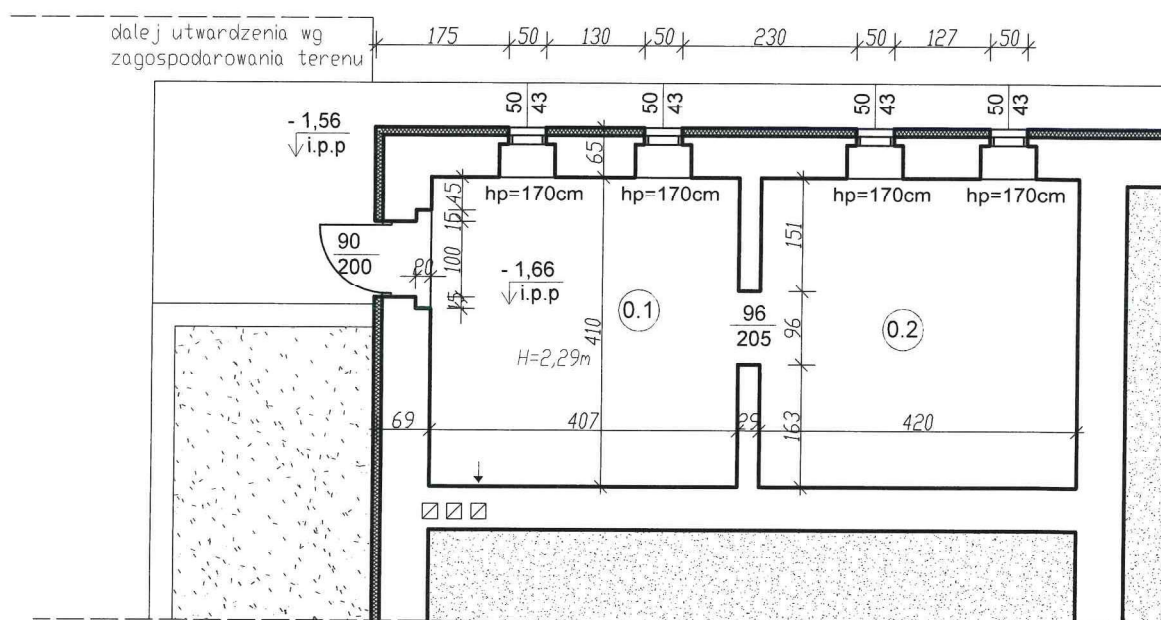 dalej utwardzenia wg
zagospodarowania terenu
175 50 130 50 230 50 127 50
50 43 50 43 50 43 50 43
- 1,56
i.p.p
65
hp=170cm hp=170cm hp=170cm hp=170cm
45
15
100
15
20
90
200
- 1,66
i.p.p
0.1
410
H=2,29m
151
96
205
96
0.2
163
69 407 29 420